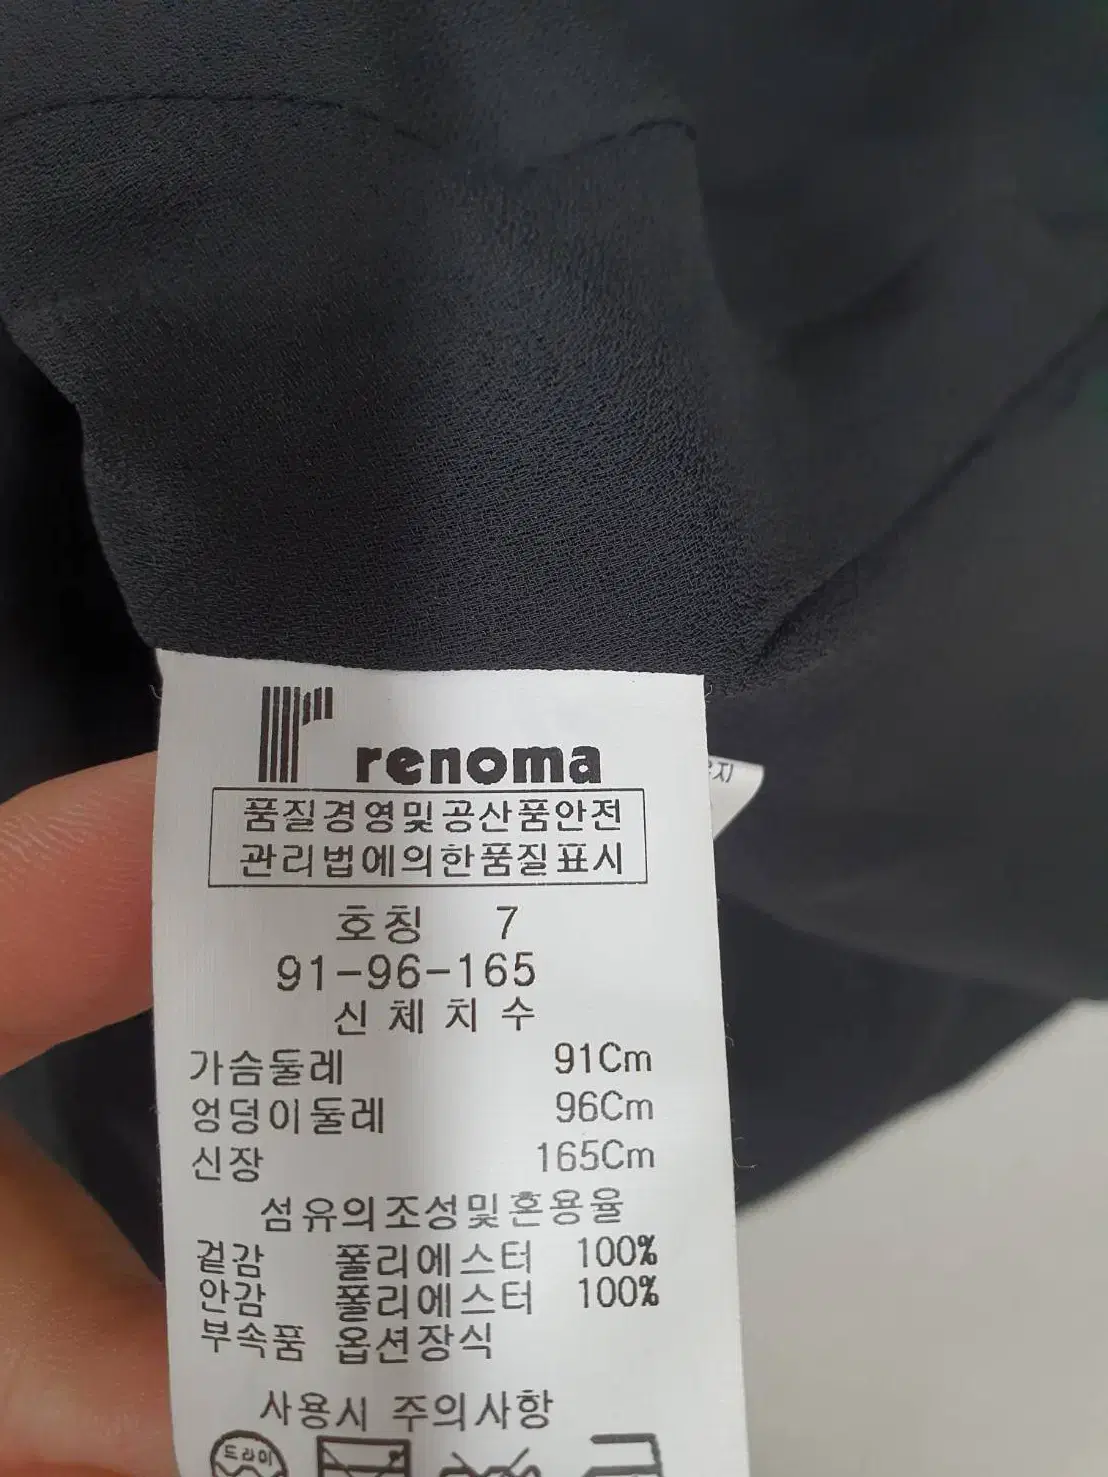 renoma
품질경영및공산품안전
관리법에의한품질표시
호칭 7
91-96-165
신체치수
가슴둘레 91Cm
엉덩이둘레 96Cm
신장 165Cm
섬유의조성및혼용율
겉감 폴리에스터 100%
안감 폴리에스터 100%
부속품 옵션장식
사용시 주의사항
드라이